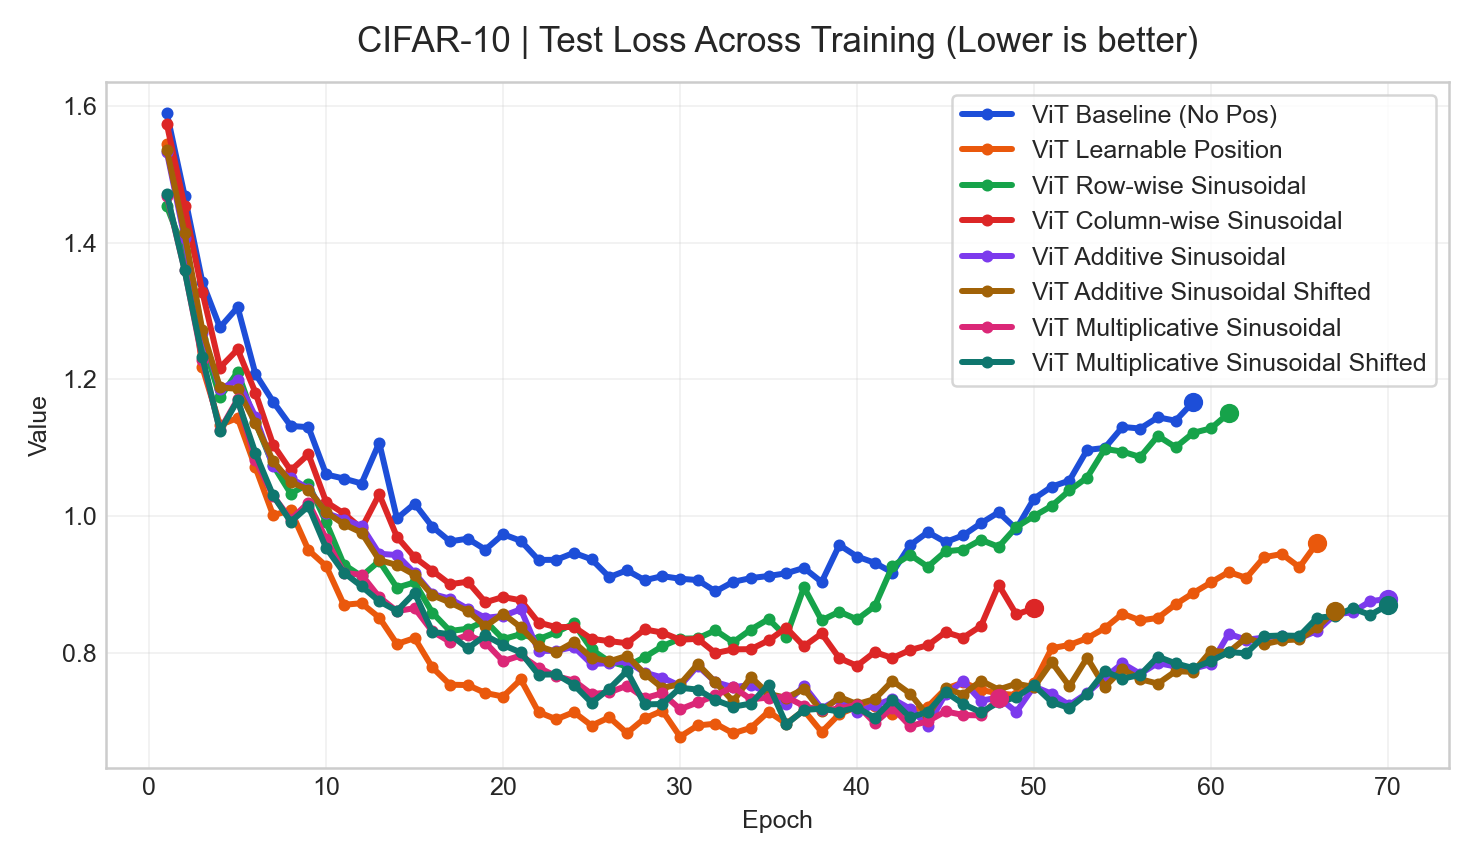 CIFAR-10 | Test Loss Across Training (Lower is better)
1.6
1.4
1.2
1.0
0.8
Value
ViT Baseline (No Pos)
ViT Learnable Position
ViT Row-wise Sinusoidal
ViT Column-wise Sinusoidal
ViT Additive Sinusoidal
ViT Additive Sinusoidal Shifted
ViT Multiplicative Sinusoidal
ViT Multiplicative Sinusoidal Shifted
0 10 20 30 40 50 60 70
Epoch